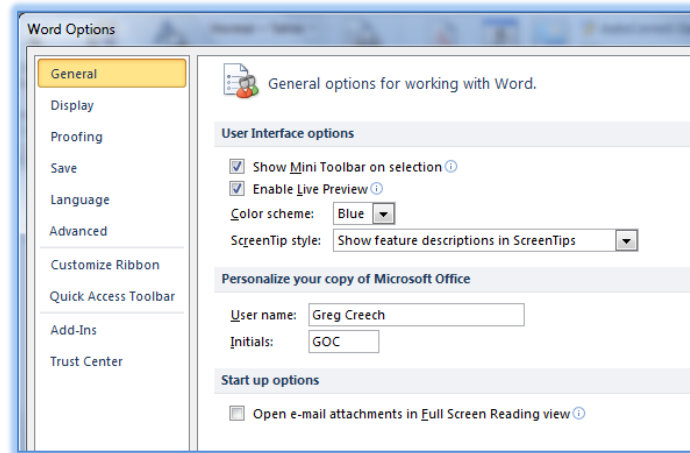 Word Options
General
Display
Proofing
Save
Language
Advanced
Customize Ribbon
Quick Access Toolbar
Add-Ins
Trust Center
General options for working with Word.
User Interface options
Show Mini Toolbar on selection
Enable Live Preview
Color scheme: Blue
ScreenTip style: Show feature descriptions in ScreenTips
Personalize your copy of Microsoft Office
User name: Greg Creech
Initials: GOC
Start up options
Open e-mail attachments in Full Screen Reading view